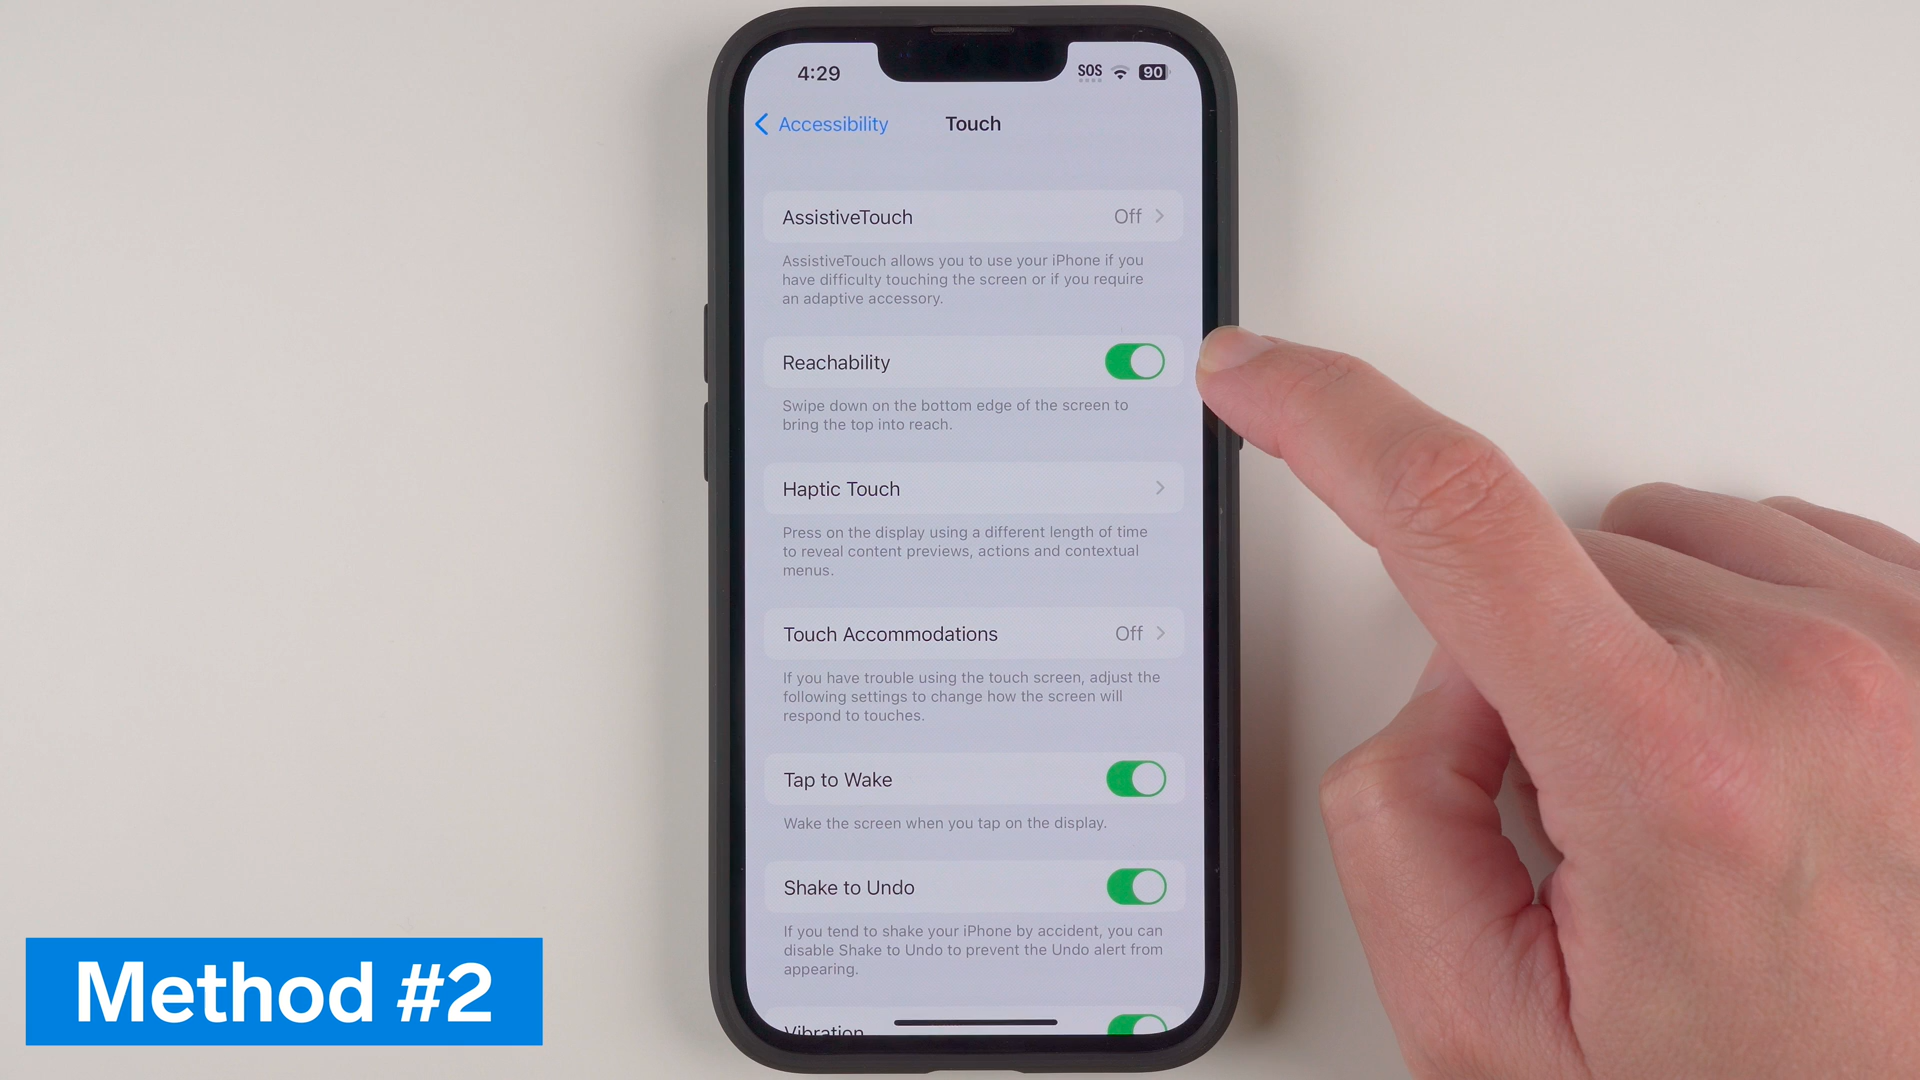 4:29
SOS
90
Accessibility
Touch
AssistiveTouch
Off
AssistiveTouch allows you to use your iPhone if you
have difficulty touching the screen or if you require
an adaptive accessory.
Reachability
Swipe down on the bottom edge of the screen to
bring the top into reach.
Haptic Touch
Press on the display using a different length of time
to reveal content previews, actions and contextual
menus.
Touch Accommodations
Off
If you have trouble using the touch screen, adjust the
following settings to change how the screen will
respond to touches.
Tap to Wake
Wake the screen when you tap on the display.
Shake to Undo
If you tend to shake your iPhone by accident, you can
disable Shake to Undo to prevent the Undo alert from
appearing.
Vibration
Method #2